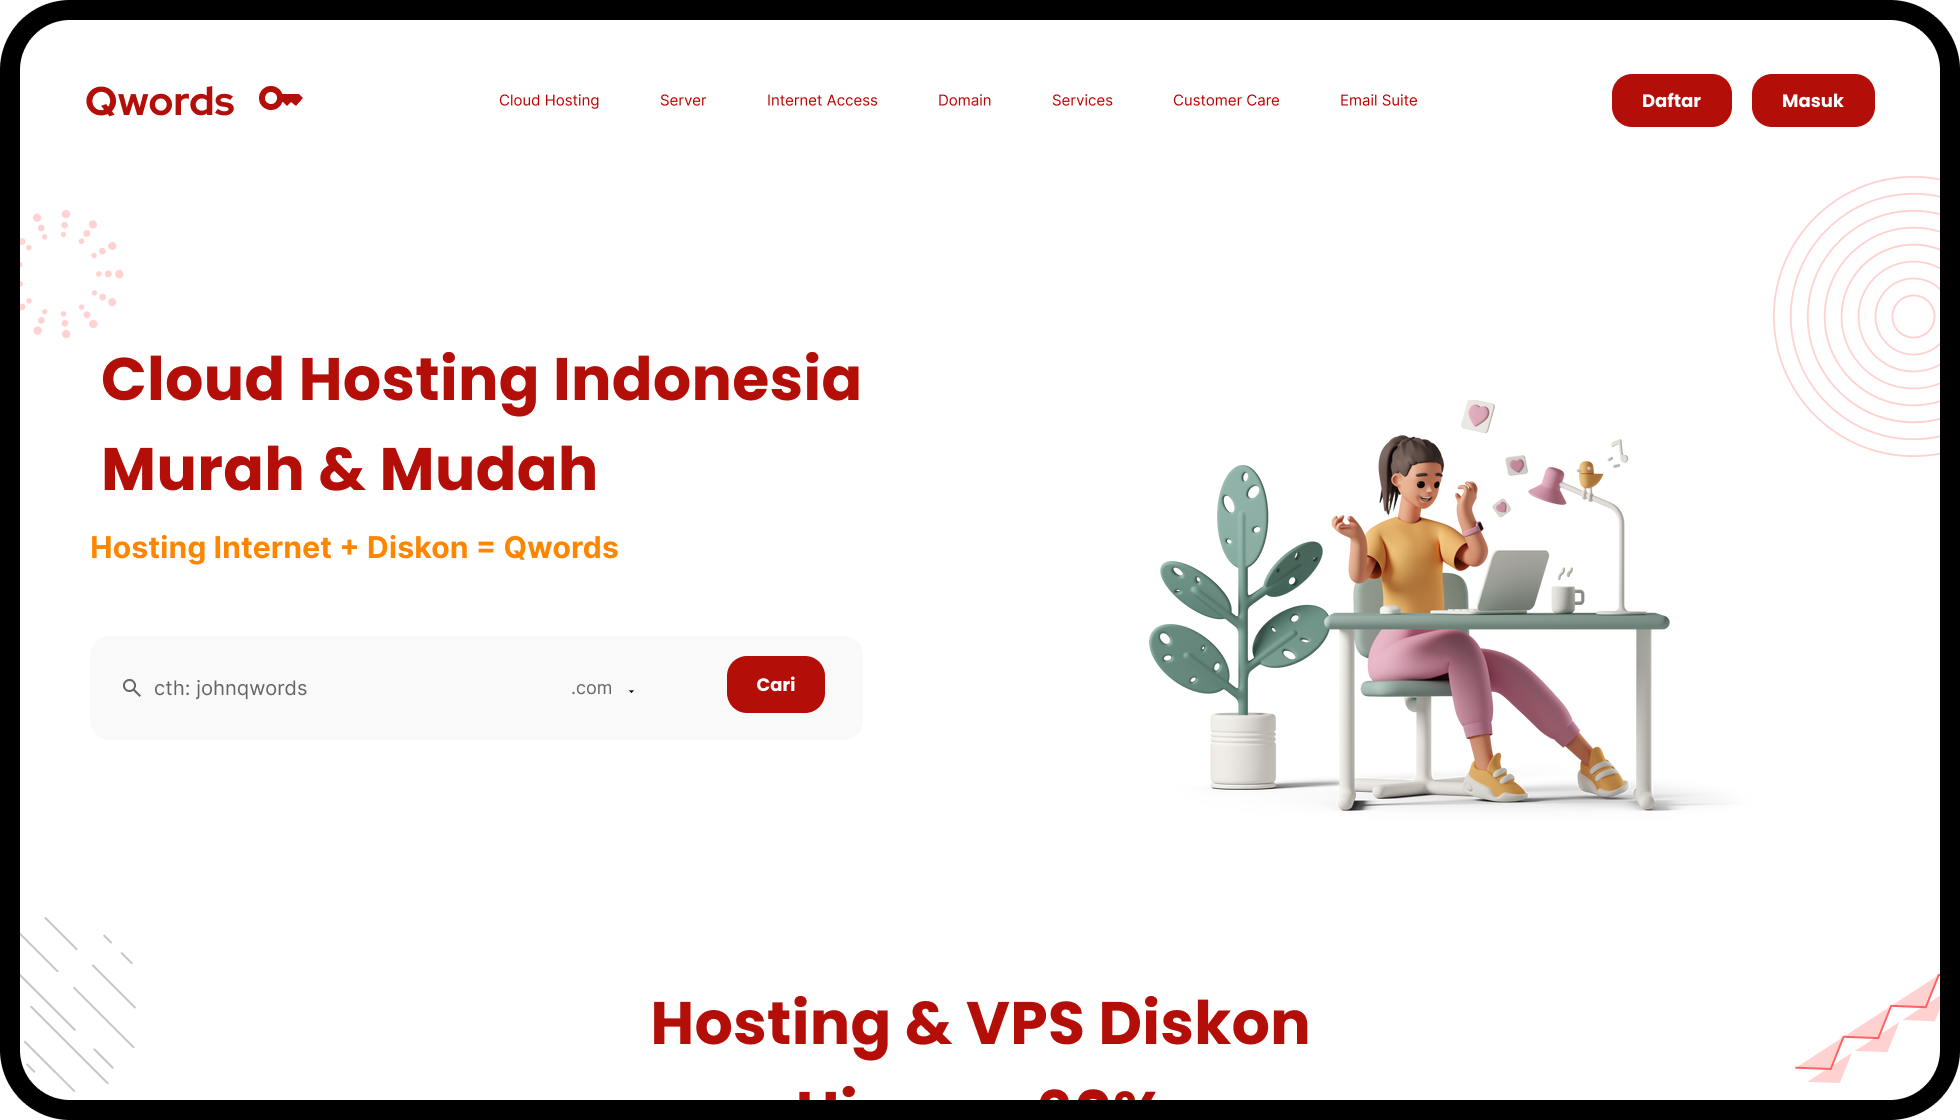 Qwords
Cloud Hosting
Server
Internet Access
Domain
Services
Customer Care
Email Suite
Daftar
Masuk
Cloud Hosting Indonesia
Murah & Mudah
Hosting Internet + Diskon = Qwords
cth: johnqwords
.com
Cari
Hosting & VPS Diskon